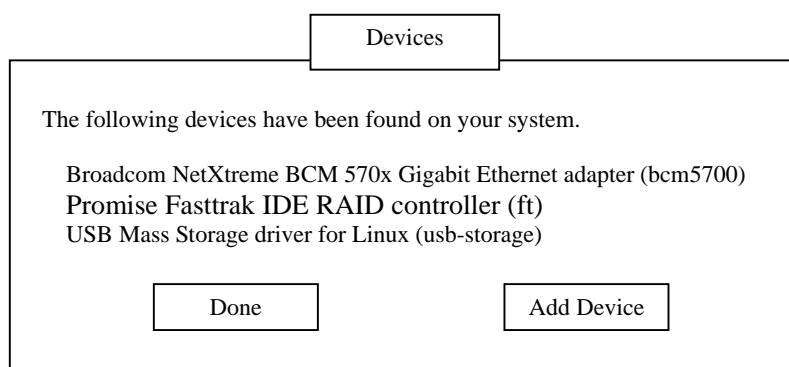 Devices
The following devices have been found on your system.
Broadcom NetXtreme BCM 570x Gigabit Ethernet adapter (bcm5700)
Promise Fasttrak IDE RAID controller (ft)
USB Mass Storage driver for Linux (usb-storage)
Done
Add Device